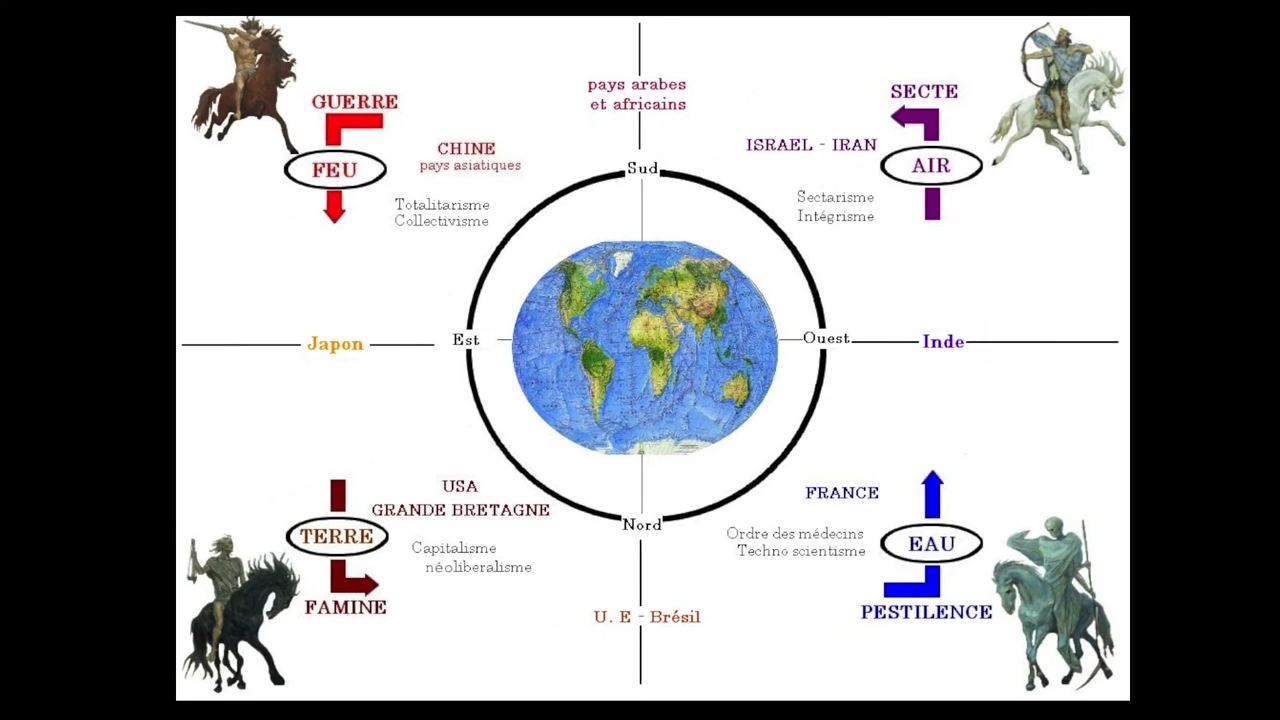 pays arabes
et africains
GUERRE
SECTE
CHINE
pays asiatiques
ISRAEL - IRAN
FEU
Sud
AIR
Totalitarisme
Collectivisme
Sectarisme
Intégrisme
Japon
Est
Ouest
Inde
USA
GRANDE BRETAGNE
FRANCE
TERRE
Nord
Ordre des médecins
Techno scientisme
EAU
Capitalisme
néoliberalisme
FAMINE
PESTILENCE
U. E - Brésil